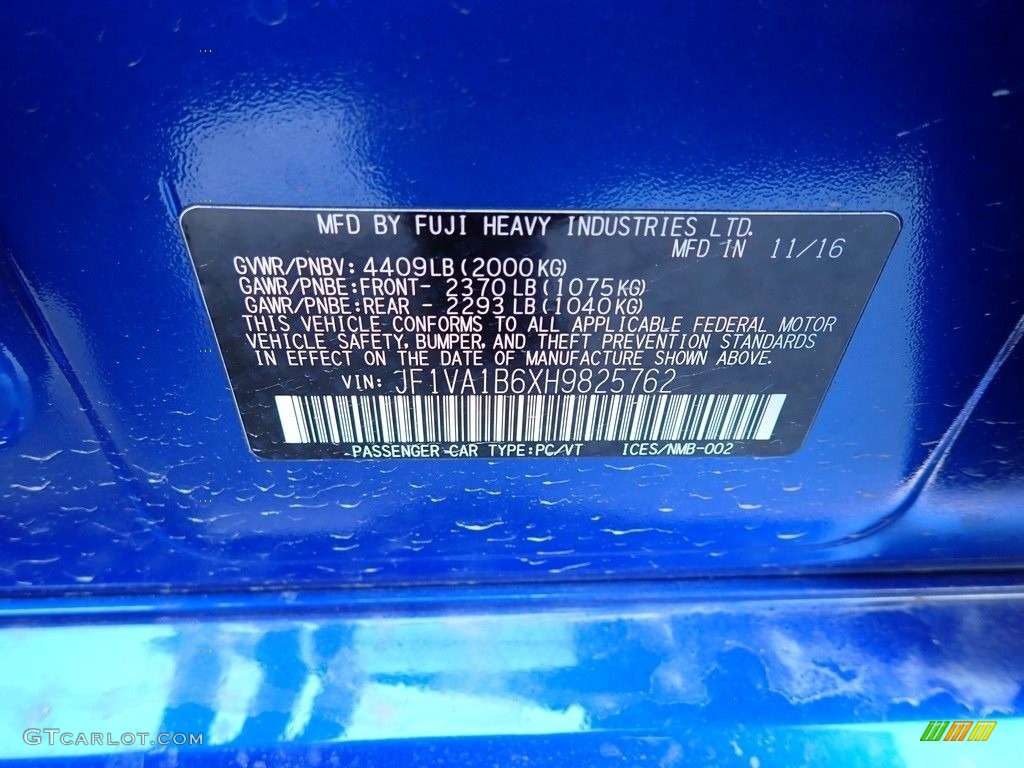 MFD BY FUJI HEAVY INDUSTRIES LTD.
MFD IN 11/16
GVWR/PNBV: 4409LB(2000KG)
GAWR/PNBE:FRONT- 2370LB(1075KG)
GAWR/PNBE:REAR - 2293LB(1040KG)
THIS VEHICLE CONFORMS TO ALL APPLICABLE FEDERAL MOTOR
VEHICLE SAFETY, BUMPER, AND THEFT PREVENTION STANDARDS
IN EFFECT ON THE DATE OF MANUFACTURE SHOWN ABOVE.
VIN: JF1VA1B6XH9825762
PASSENGER CAR TYPE:PC/VT ICES/NMB-002
GTcarlot.com